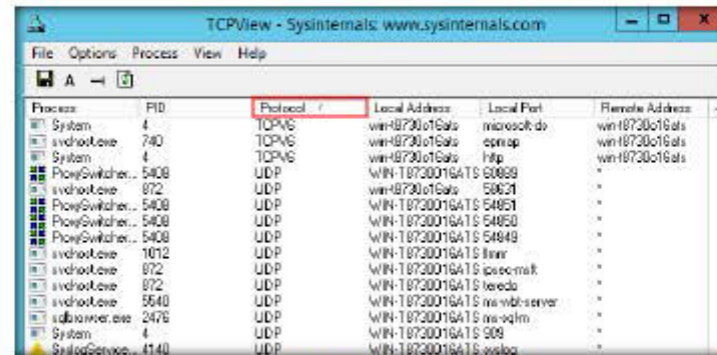 TCPView - Sysinternals: www.sysinternals.com
File Options Process View Help
A
Process PID Protocol / Local Address Local Port Remote Address
System 4 TCPV6 win-t8730o16ats microsoft-ds win-t8730o16ats
svchost.exe 740 TCPV6 win-t8730o16ats epmap win-t8730o16ats
System 4 TCPV6 win-t8730o16ats http win-t8730o16ats
ProxySwitcher... 5408 UDP WIN-T8730O16ATS 60889 *
svchost.exe 872 UDP win-t8730o16ats 58631 *
ProxySwitcher... 5408 UDP WIN-T8730O16ATS 54851 *
ProxySwitcher... 5408 UDP WIN-T8730O16ATS 54850 *
ProxySwitcher... 5408 UDP WIN-T8730O16ATS 54849 *
svchost.exe 1012 UDP WIN-T8730O16ATS llmnr *
svchost.exe 872 UDP WIN-T8730O16ATS ipsec-msft *
svchost.exe 872 UDP WIN-T8730O16ATS teredo *
svchost.exe 5540 UDP WIN-T8730O16ATS ms-wbt-server *
sqlbrowser.exe 2476 UDP WIN-T8730O16ATS ms-sql-m *
System 4 UDP WIN-T8730O16ATS 909 *
SyslogService... 4140 UDP WIN-T8730O16ATS syslog *